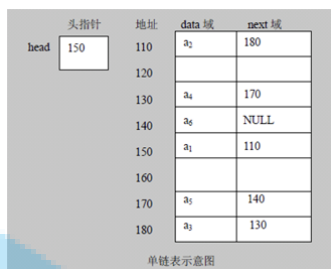 头指针 地址 data 域 next 域
head 150 110 a₂ 180
120
130 a₄ 170
140 a₆ NULL
150 a₁ 110
160
170 a₅ 140
180 a₃ 130
单链表示意图